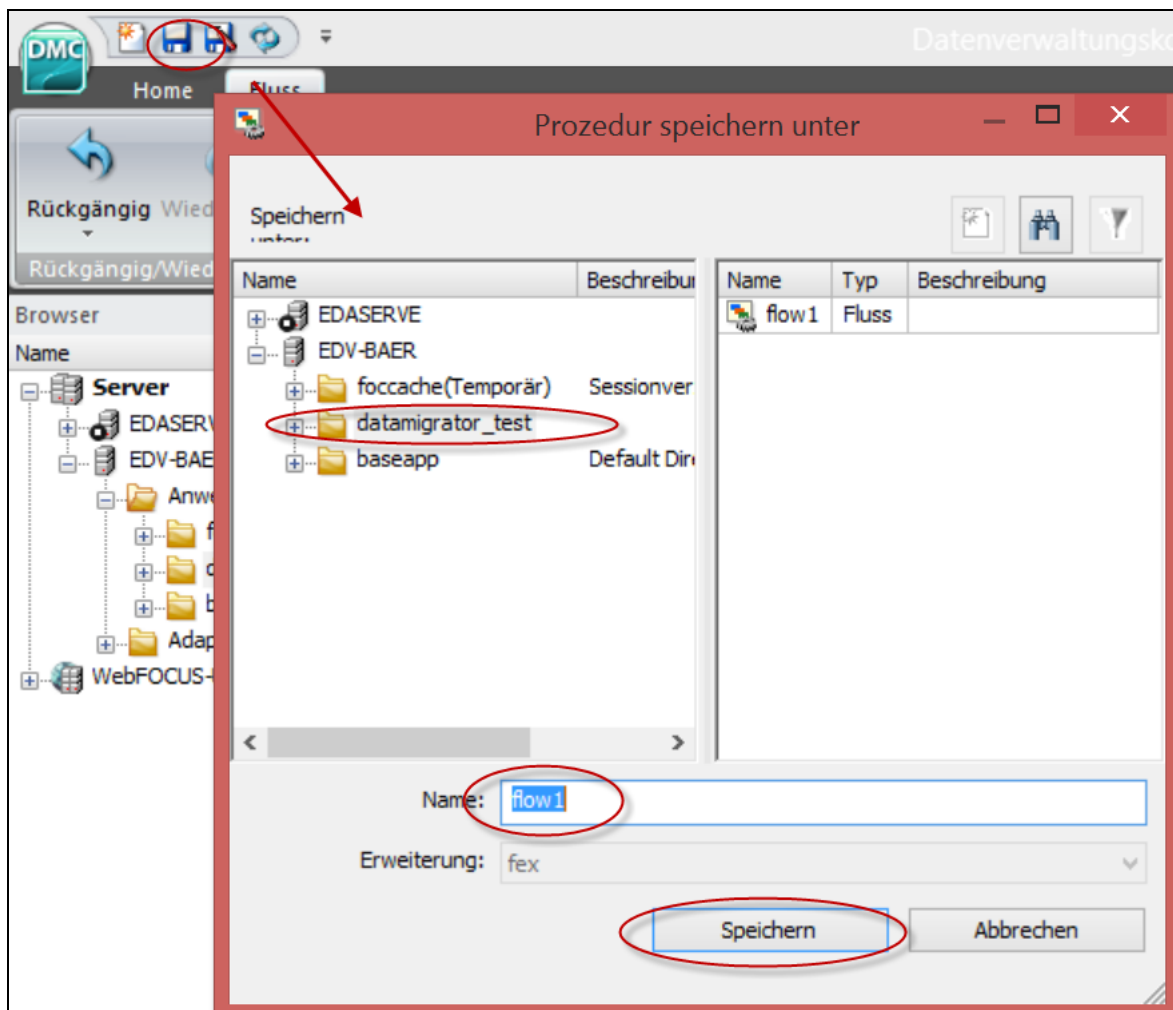 DMC
Datenverwaltungsko
Home Fluss
Prozedur speichern unter
Rückgängig Wied
Rückgängig/Wied
Speichern
unter:
Name Beschreibun
Name Typ Beschreibung
EDASERVE
EDV-BAER
foccache(Temporär) Sessionver
datamigrator_test
baseapp Default Dire
flow1 Fluss
Browser
Name
Server
EDASERV
EDV-BAE
Anwe
f
b
Adap
WebFOCUS-
Name: flow1
Erweiterung: fex
Speichern Abbrechen